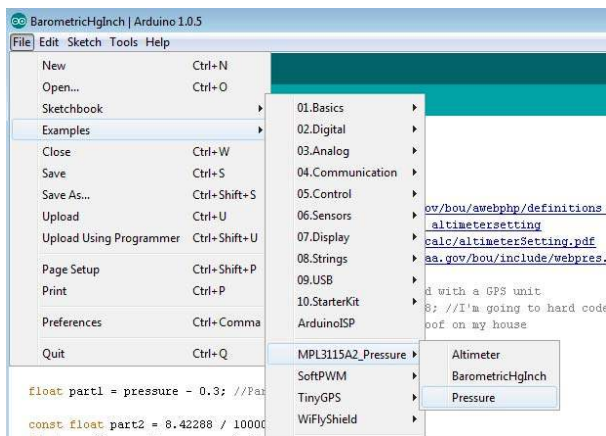 BarometricHgInch | Arduino 1.0.5
File Edit Sketch Tools Help
New Ctrl+N
Open... Ctrl+O
Sketchbook
Examples
Close Ctrl+W
Save Ctrl+S
Save As... Ctrl+Shift+S
Upload Ctrl+U
Upload Using Programmer Ctrl+Shift+U
Page Setup Ctrl+Shift+P
Print Ctrl+P
Preferences Ctrl+Comma
Quit Ctrl+Q
01.Basics
02.Digital
03.Analog
04.Communication
05.Control
06.Sensors
07.Display
08.Strings
09.USB
10.StarterKit
ArduinoISP
MPL3115A2_Pressure
SoftPWM
TinyGPS
WiFlyShield
Altimeter
BarometricHgInch
Pressure
ov/bou/awebphp/definitions_
altimetersetting
calc/altimeterSetting.pdf
aa.gov/bou/include/webpres.
d with a GPS unit
8; //I'm going to hard code
oof on my house
float part1 = pressure - 0.3; //Par
const float part2 = 8.42288 / 10000